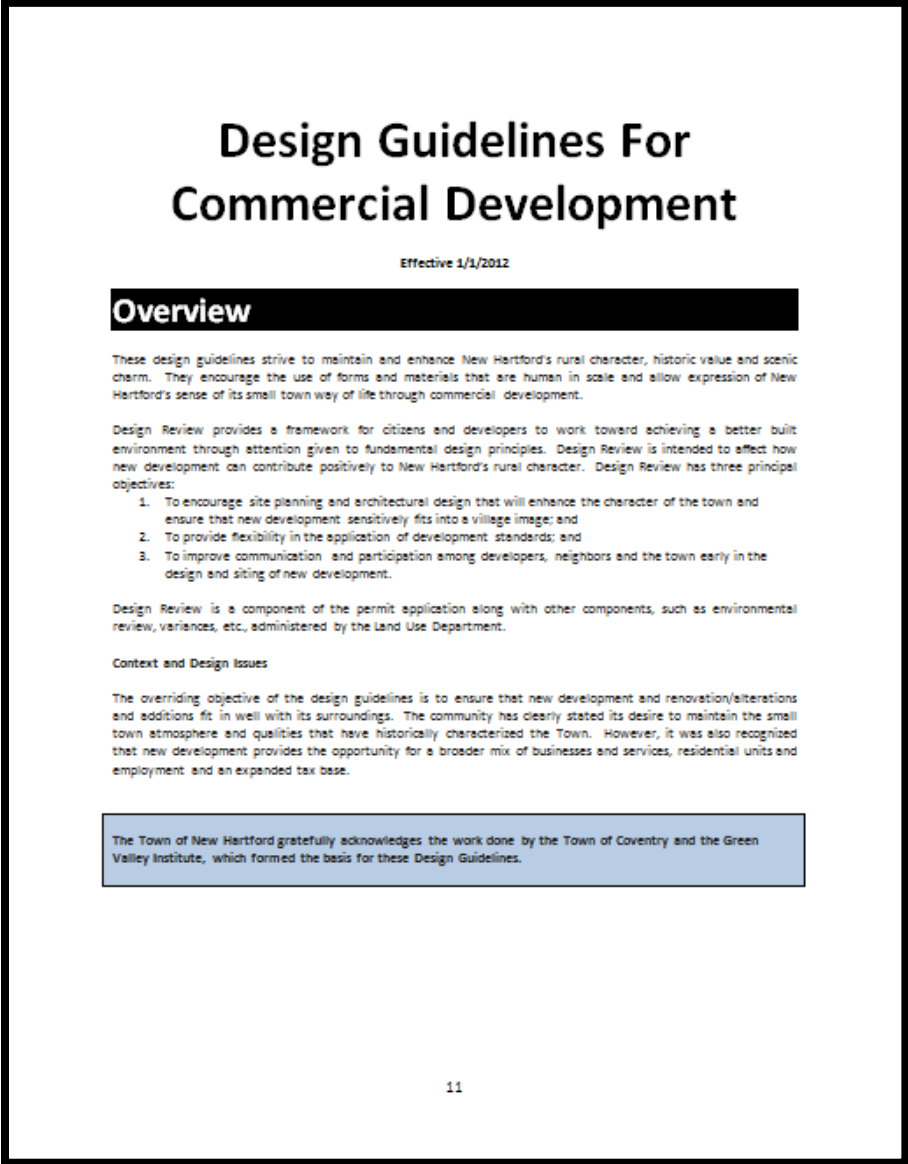 Design Guidelines For
Commercial Development
Effective 1/1/2012
Overview
These design guidelines strive to maintain and enhance New Hartford's rural character, historic value and scenic
charm. They encourage the use of forms and materials that are human in scale and allow expression of New
Hartford's sense of its small town way of life through commercial development.
Design Review provides a framework for citizens and developers to work toward achieving a better built
environment through attention given to fundamental design principles. Design Review is intended to affect how
new development can contribute positively to New Hartford's rural character. Design Review has three principal
objectives:
1. To encourage site planning and architectural design that will enhance the character of the town and
ensure that new development sensitively fits into a village image; and
2. To provide flexibility in the application of development standards; and
3. To improve communication and participation among developers, neighbors and the town early in the
design and siting of new development.
Design Review is a component of the permit application along with other components, such as environmental
review, variances, etc., administered by the Land Use Department.
Context and Design Issues
The overriding objective of the design guidelines is to ensure that new development and renovation/alterations
and additions fit in well with its surroundings. The community has clearly stated its desire to maintain the small
town atmosphere and qualities that have historically characterized the Town. However, it was also recognized
that new development provides the opportunity for a broader mix of businesses and services, residential units and
employment and an expanded tax base.
The Town of New Hartford gratefully acknowledges the work done by the Town of Coventry and the Green
Valley Institute, which formed the basis for these Design Guidelines.
11